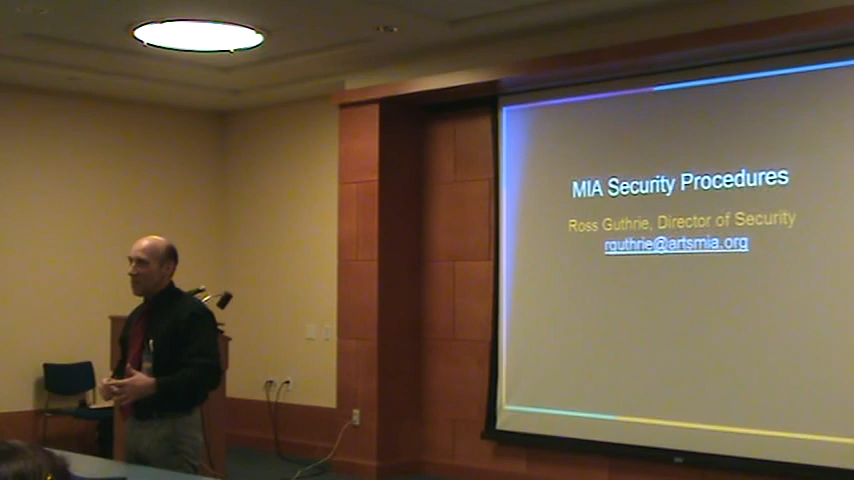 MIA Security Procedures
Ross Guthrie, Director of Security
rguthrie@artsmia.org